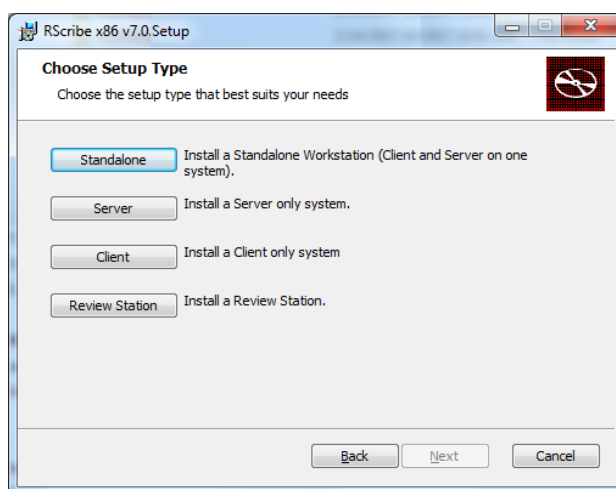 RScribe x86 v7.0.Setup
Choose Setup Type
Choose the setup type that best suits your needs
Standalone
Install a Standalone Workstation (Client and Server on one
system).
Server
Install a Server only system.
Client
Install a Client only system
Review Station
Install a Review Station.
Back
Next
Cancel